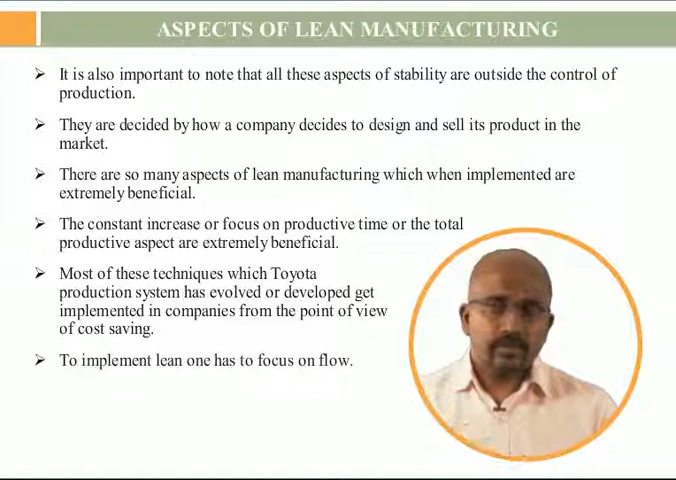 ASPECTS OF LEAN MANUFACTURING
It is also important to note that all these aspects of stability are outside the control of
production.
They are decided by how a company decides to design and sell its product in the
market.
There are so many aspects of lean manufacturing which when implemented are
extremely beneficial.
The constant increase or focus on productive time or the total
productive aspect are extremely beneficial.
Most of these techniques which Toyota
production system has evolved or developed get
implemented in companies from the point of view
of cost saving.
To implement lean one has to focus on flow.